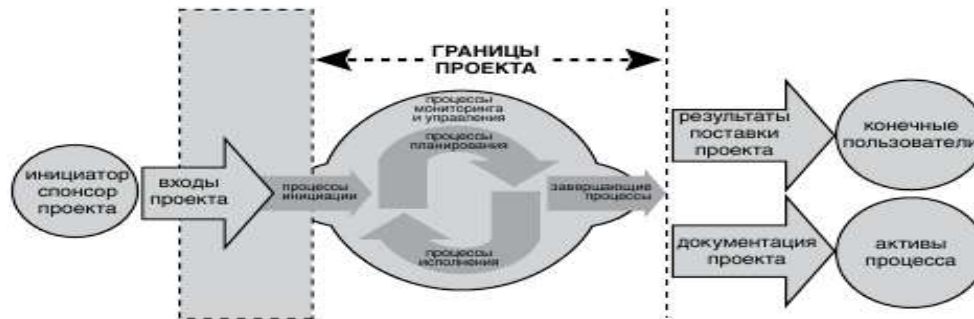 ГРАНИЦЫ
ПРОЕКТА
процессы
мониторинга
и управления
процессы
планирования
инициатор
спонсор
проекта
входы
проекта
процессы
инициации
завершающие
процессы
процессы
исполнения
результаты
поставки
проекта
конечные
пользователи
документация
проекта
активы
процесса